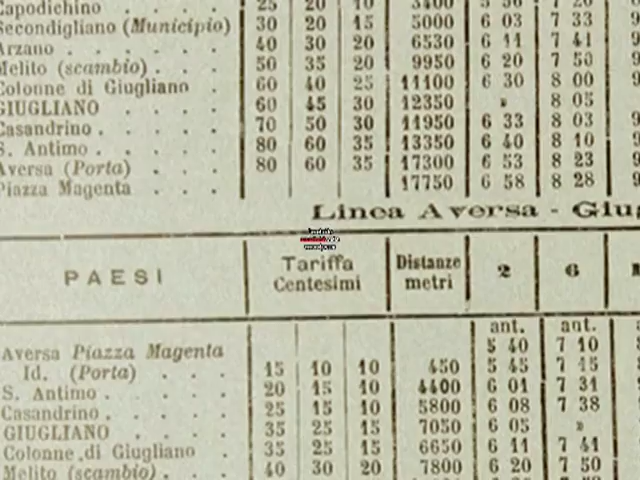 Capodichino . . . . 25 20 10 3400
Secondigliano (Municipio) 30 20 15 5000 6 03 7 33
Arzano . . . . 40 30 20 6530 6 11 7 41
Melito (scambio) . . . 50 35 20 9950 6 20 7 50
Colonne di Giugliano . 60 40 25 11100 6 30 8 00
GIUGLIANO . . . . 60 45 30 12350 » 8 05
Casandrino . . . . 70 50 30 11950 6 33 8 03
S. Antimo . . . . 80 60 35 13350 6 40 8 10
Aversa (Porta) . . . 80 60 35 17300 6 53 8 23
Piazza Magenta . . . 17750 6 58 8 28
Linea Aversa - Giug
PAESI Tariffa Centesimi Distanze metri 2 6
ant. ant.
Aversa Piazza Magenta 5 40 7 10
Id. (Porta) . . . 15 10 10 450 5 45 7 15
S. Antimo . . . . 20 15 10 4400 6 01 7 31
Casandrino . . . . 25 15 10 5800 6 08 7 38
GIUGLIANO . . . . 35 25 15 7050 6 05 »
Colonne di Giugliano . 35 25 15 6650 6 11 7 41
Melito (scambio) . . . 40 30 20 7800 6 20 7 50